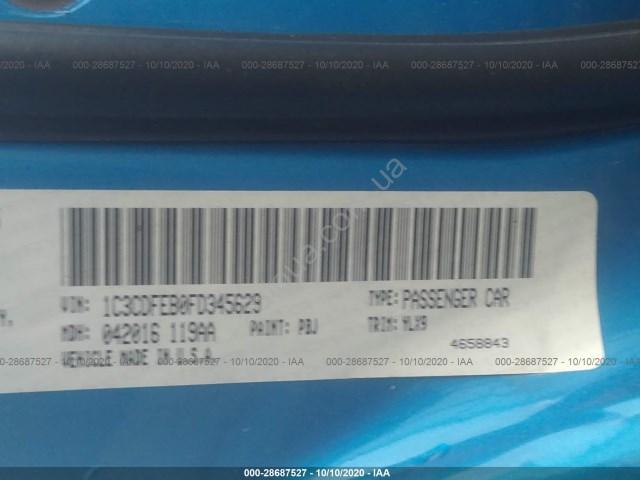 000-28687527 - 10/10/2020 - IAA
VIN: 1C3CDFEB0FD345629 TYPE: PASSENGER CAR
MDH: 042016 119AA PAINT: PBJ TRIM: VLX9
4658843
VEHICLE MADE IN U.S.A.
000-28687527 - 10/10/2020 - IAA